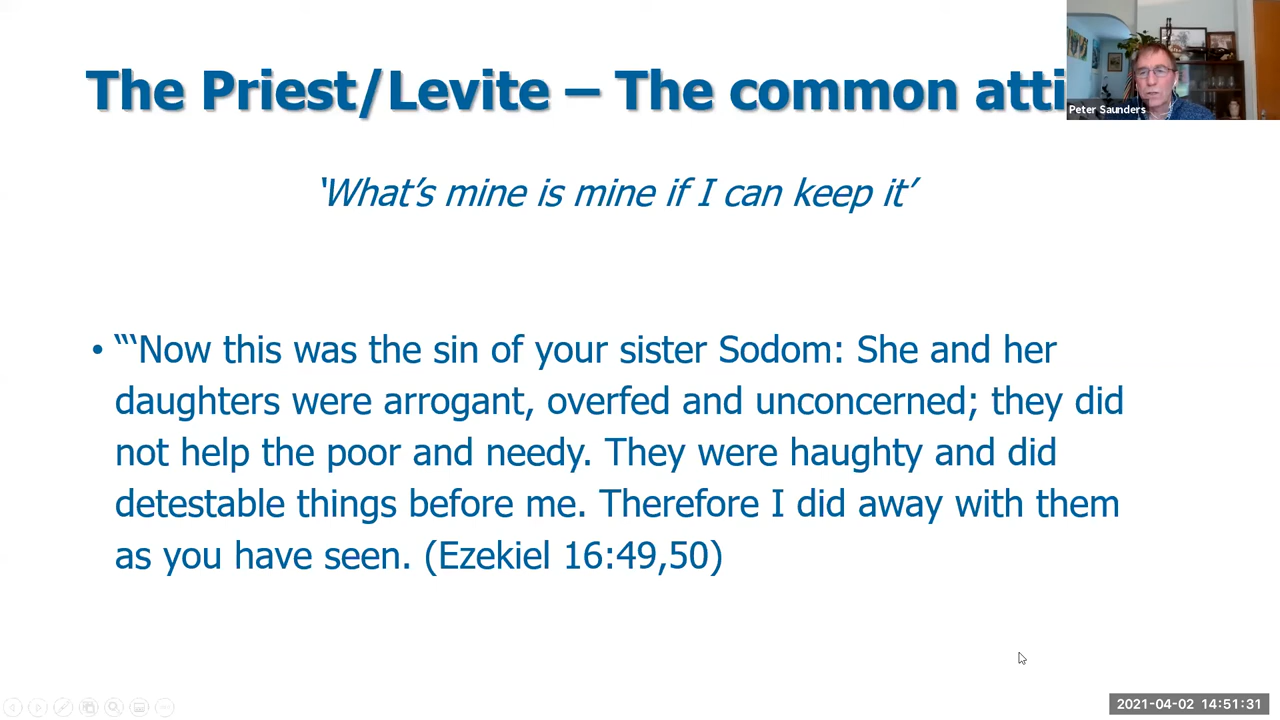 The Priest/Levite – The common atti
Peter Saunders
‘What’s mine is mine if I can keep it’
• “‘Now this was the sin of your sister Sodom: She and her
daughters were arrogant, overfed and unconcerned; they did
not help the poor and needy. They were haughty and did
detestable things before me. Therefore I did away with them
as you have seen. (Ezekiel 16:49,50)
2021-04-02 14:51:31